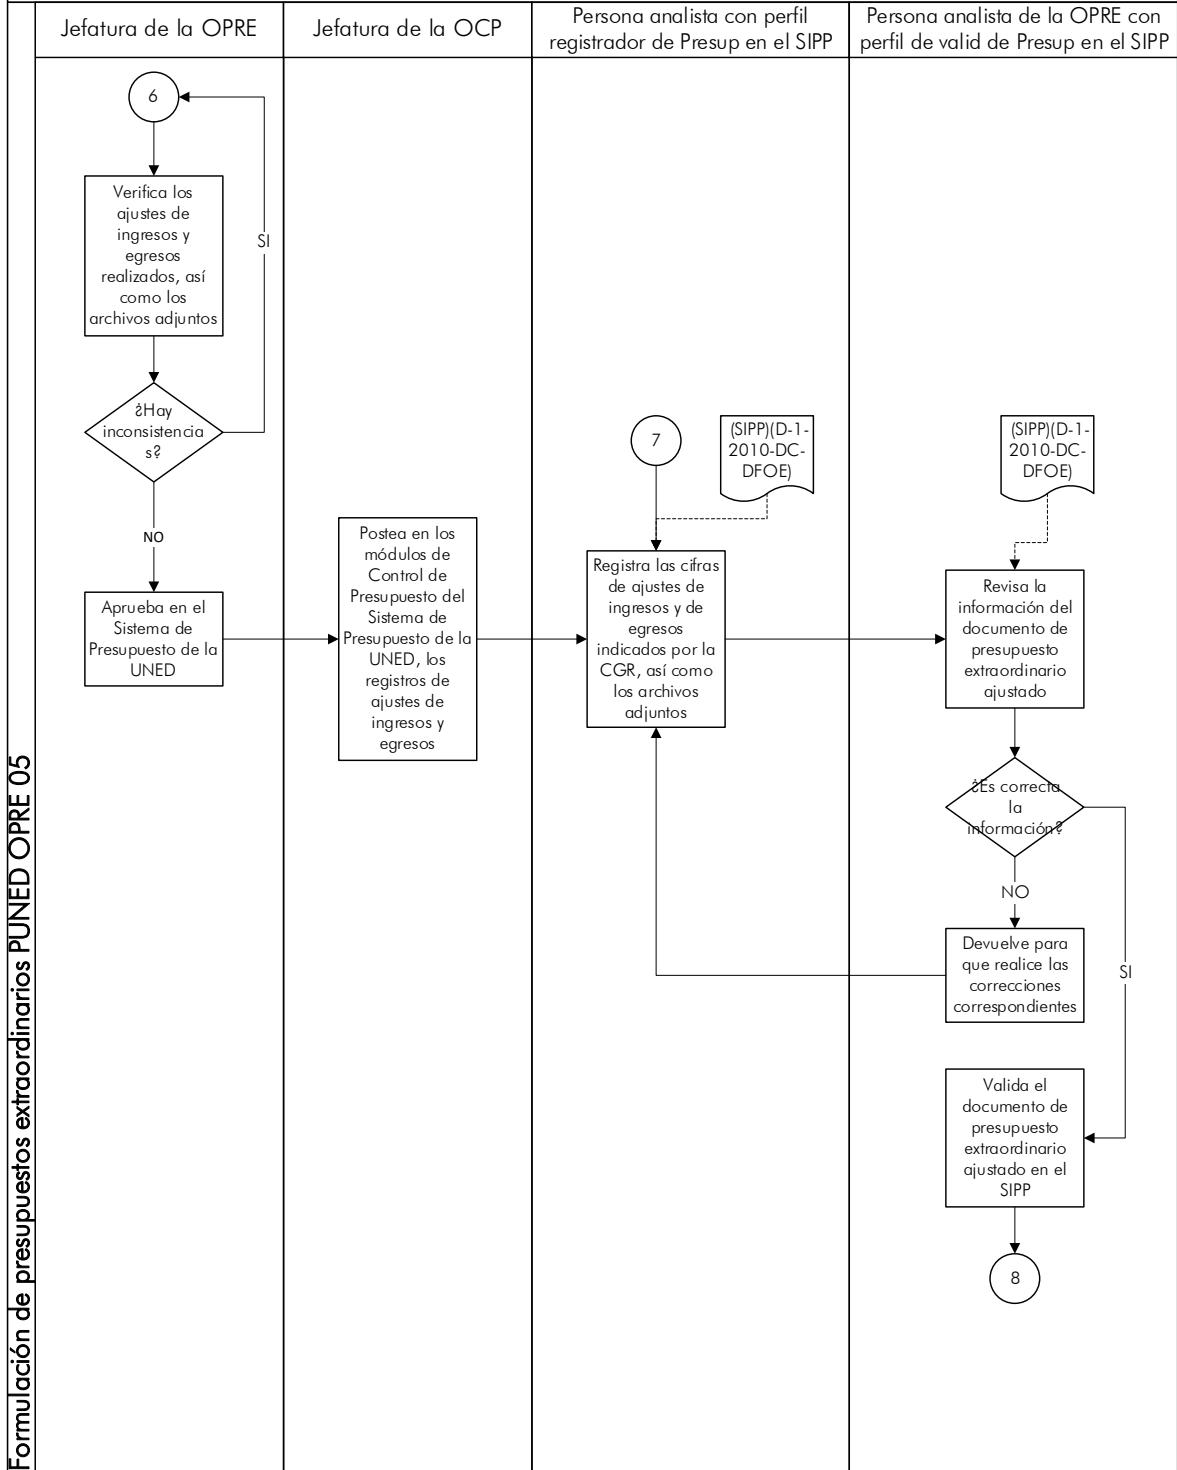 Formulación de presupuestos extraordinarios PUNED OPRE 05
Jefatura de la OPRE
Jefatura de la OCP
Persona analista con perfil
registrador de Presup en el SIPP
Persona analista de la OPRE con
perfil de valid de Presup en el SIPP
6
Verifica los
ajustes de
ingresos y
egresos
realizados, así
como los
archivos adjuntos
SI
¿Hay
inconsistencia
s?
NO
Aprueba en el
Sistema de
Presupuesto de la
UNED
Postea en los
módulos de
Control de
Presupuesto del
Sistema de
Presupuesto de la
UNED, los
registros de
ajustes de
ingresos y
egresos
7
(SIPP)(D-1-
2010-DC-
DFOE)
Registra las cifras
de ajustes de
ingresos y de
egresos
indicados por la
CGR, así como
los archivos
adjuntos
(SIPP)(D-1-
2010-DC-
DFOE)
Revisa la
información del
documento de
presupuesto
extraordinario
ajustado
¿Es correcta
la
información?
NO
Devuelve para
que realice las
correcciones
correspondientes
SI
Valida el
documento de
presupuesto
extraordinario
ajustado en el
SIPP
8